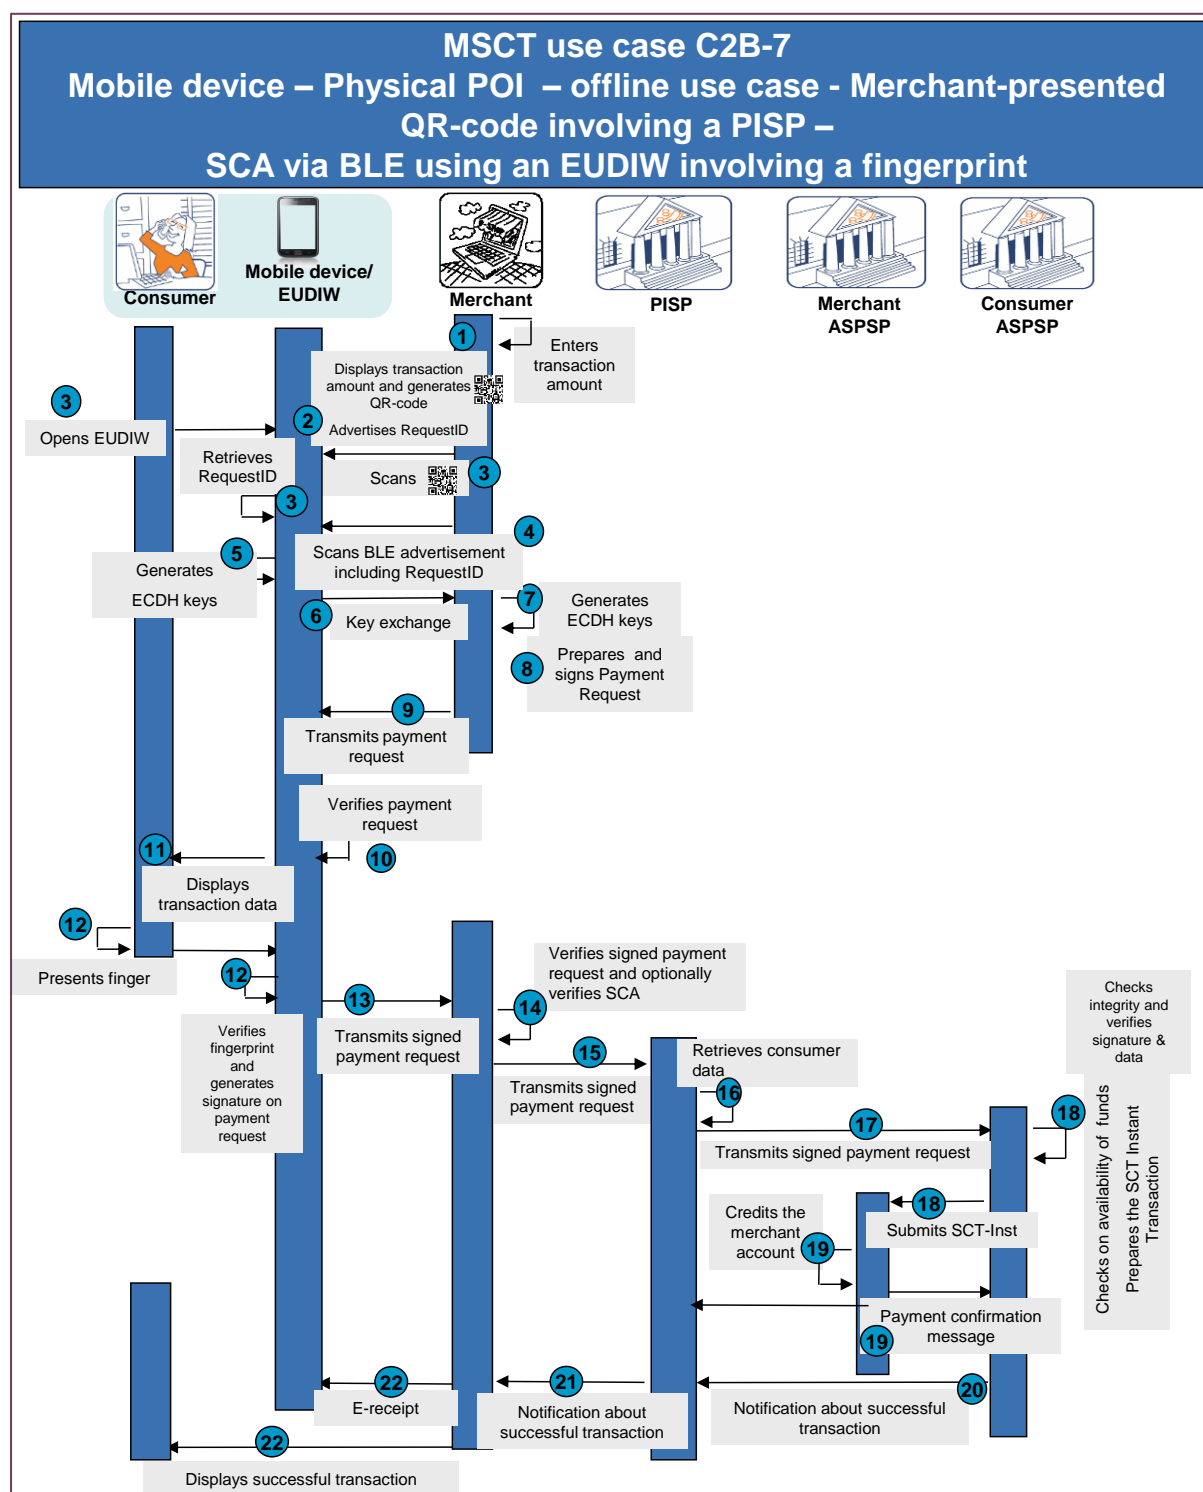 MSCT use case C2B-7
Mobile device – Physical POI – offline use case - Merchant-presented
QR-code involving a PISP –
SCA via BLE using an EUDIW involving a fingerprint
Consumer
Mobile device/
EUDIW
Merchant
PISP
Merchant
ASPSP
Consumer
ASPSP
1
Enters
transaction
amount
Displays transaction
amount and generates
QR-code
2
Advertises RequestID
3
Opens EUDIW
Retrieves
RequestID
3
Scans
3
4
Scans BLE advertisement
including RequestID
5
Generates
ECDH keys
6
Key exchange
7
Generates
ECDH keys
8
Prepares and
signs Payment
Request
9
Transmits payment
request
Verifies payment
request
10
11
Displays
transaction data
12
Presents finger
12
Verifies
fingerprint
and
generates
signature on
payment
request
13
Transmits signed
payment request
Verifies signed payment
request and optionally
verifies SCA
14
15
Transmits signed
payment request
Retrieves consumer
data
16
17
Transmits signed payment request
Checks
integrity and
verifies
signature &
data
18
Checks on availability of funds
Prepares the SCT Instant
Transaction
18
Submits SCT-Inst
Credits the
merchant
account
19
Payment confirmation
message
19
20
Notification about successful
transaction
21
Notification about
successful transaction
22
E-receipt
22
Displays successful transaction